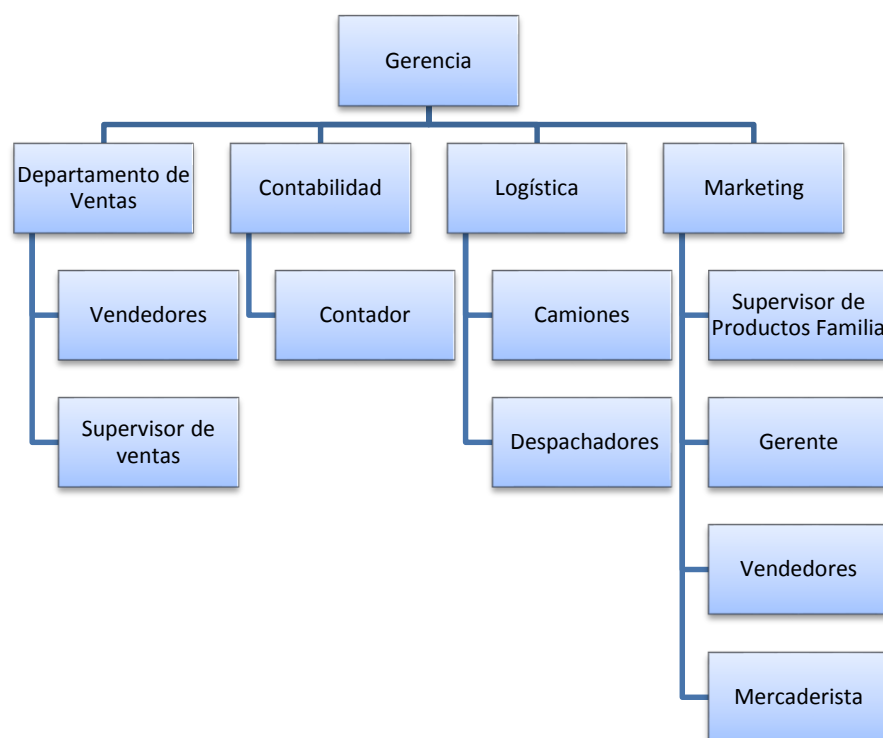 Gerencia
Departamento de
Ventas
Contabilidad
Logística
Marketing
Vendedores
Contador
Camiones
Supervisor de
Productos Familia
Supervisor de
ventas
Despachadores
Gerente
Vendedores
Mercaderista